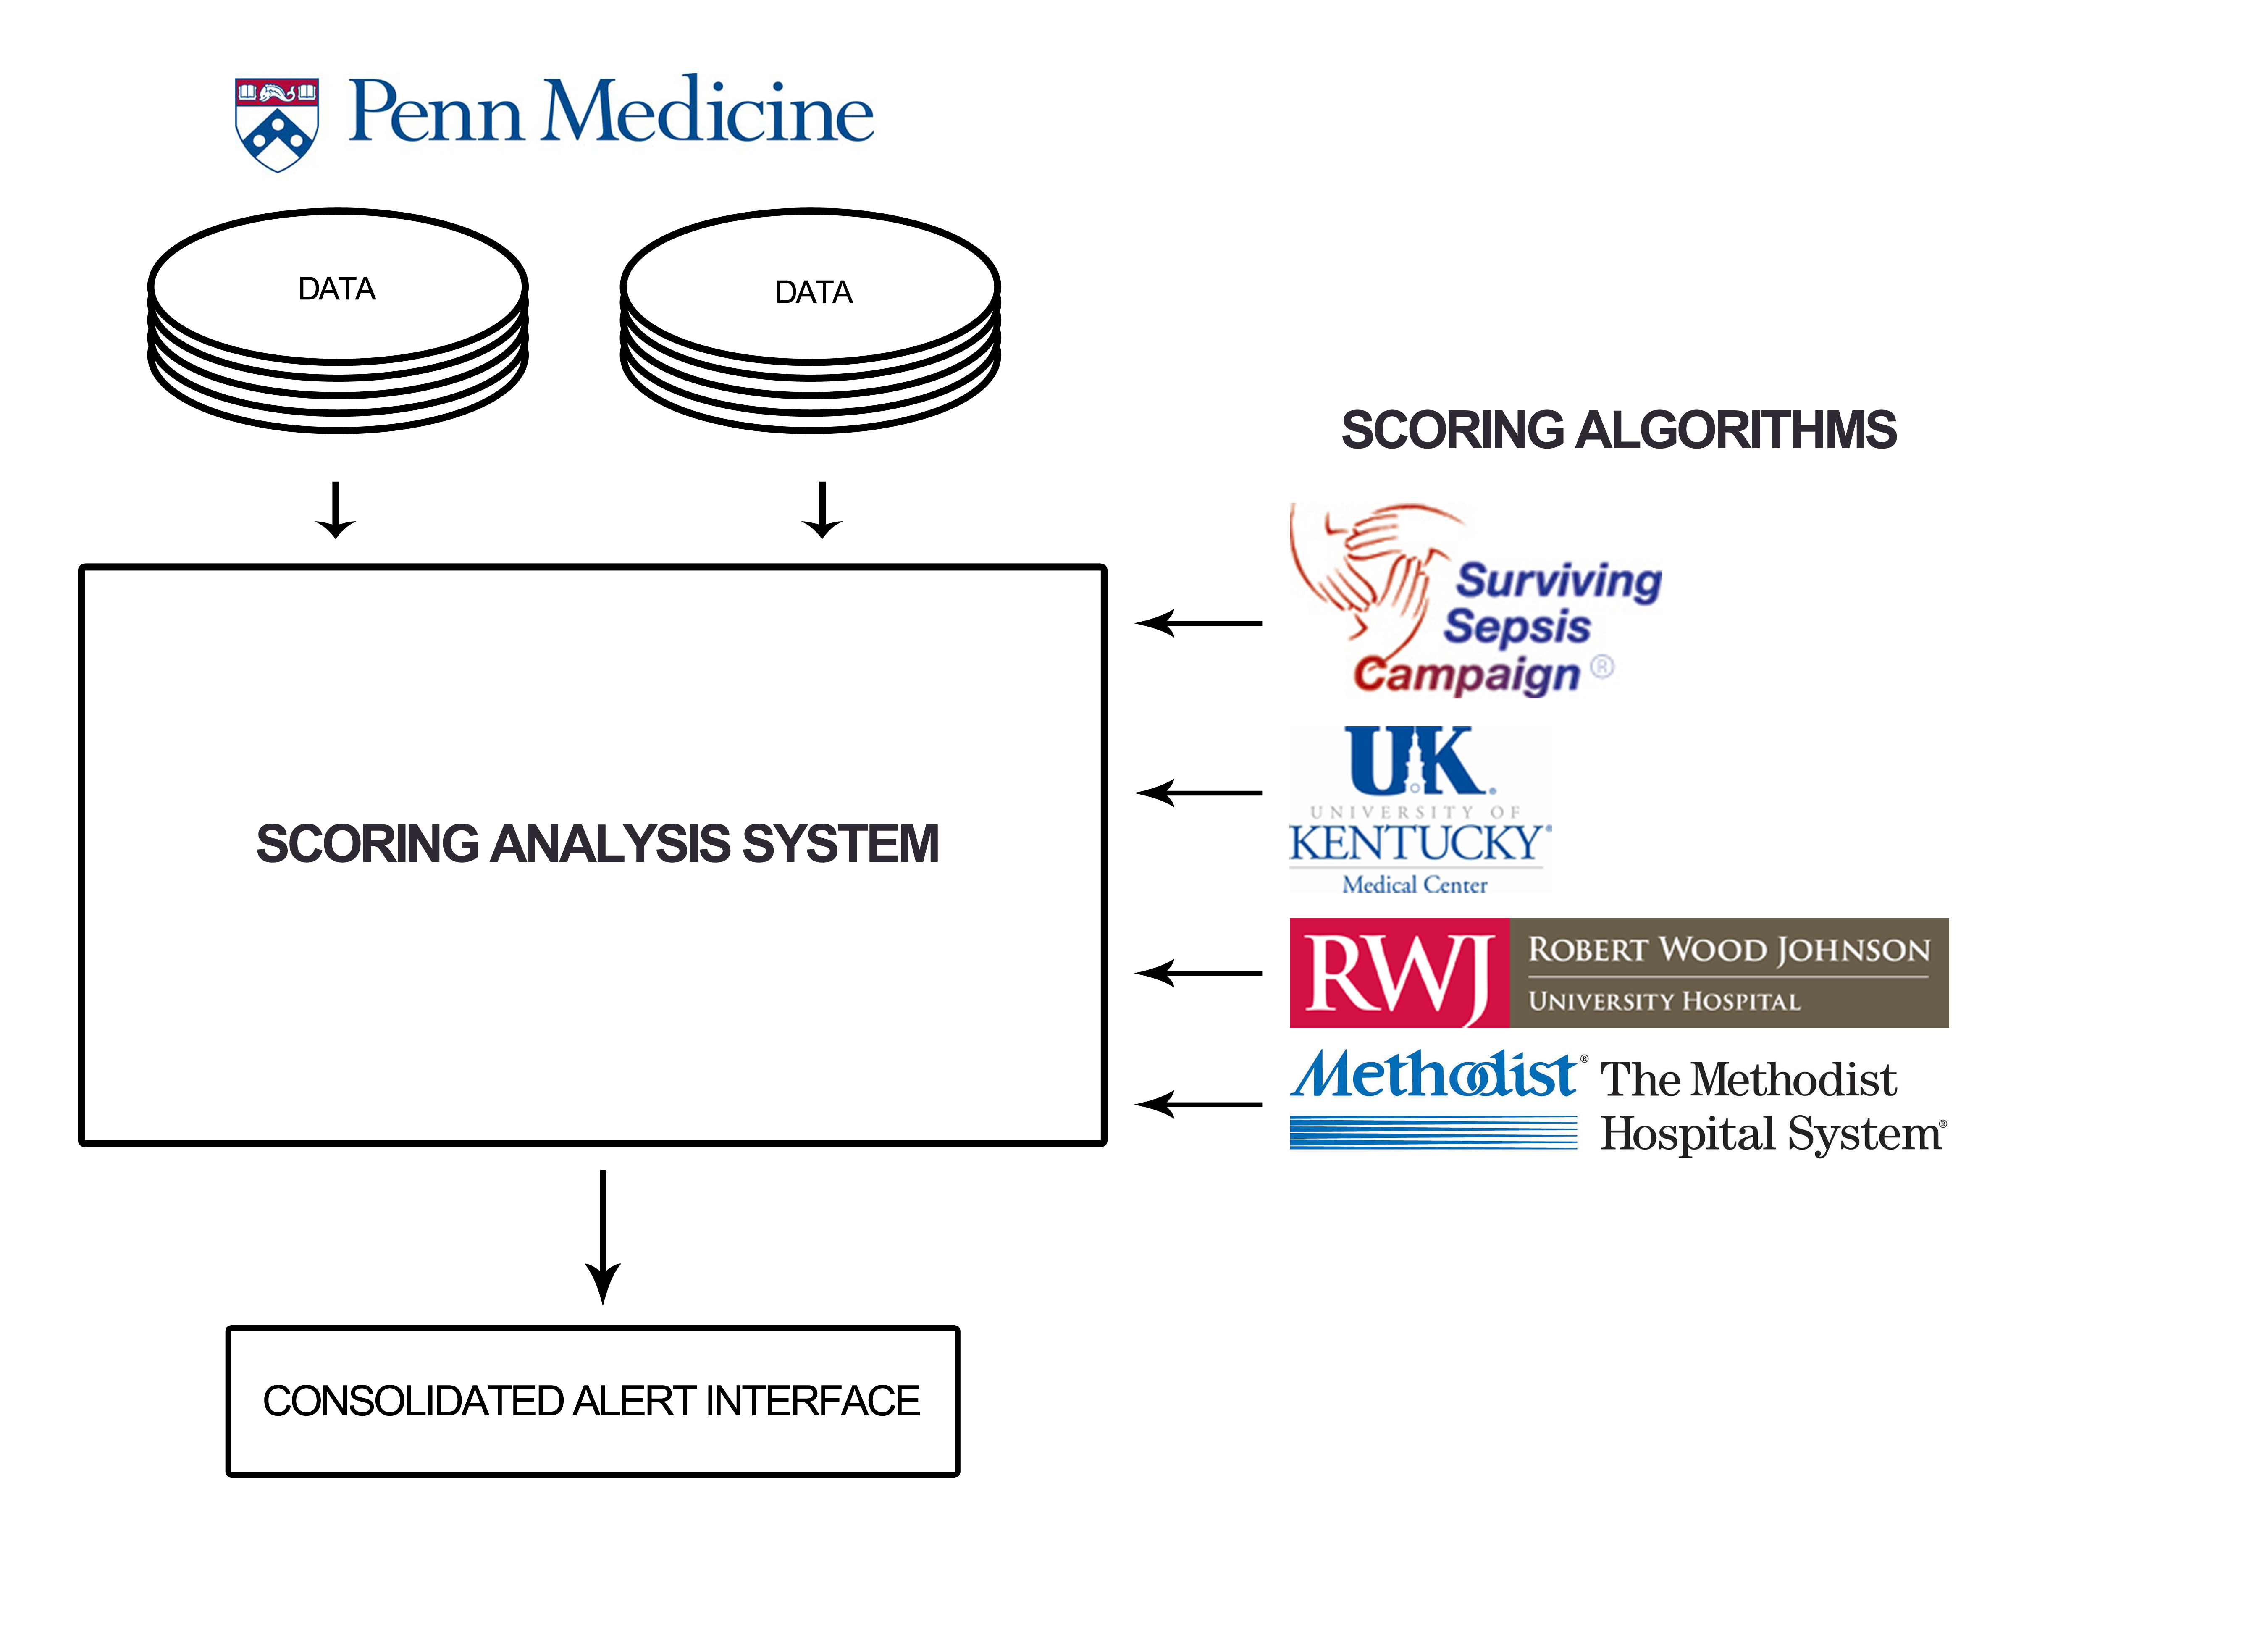 Penn Medicine
DATA
DATA
SCORING ALGORITHMS
Surviving
Sepsis
Campaign ®
UK®
UNIVERSITY OF
KENTUCKY®
Medical Center
RWJ
ROBERT WOOD JOHNSON
UNIVERSITY HOSPITAL
Methodist®
The Methodist
Hospital System®
SCORING ANALYSIS SYSTEM
CONSOLIDATED ALERT INTERFACE